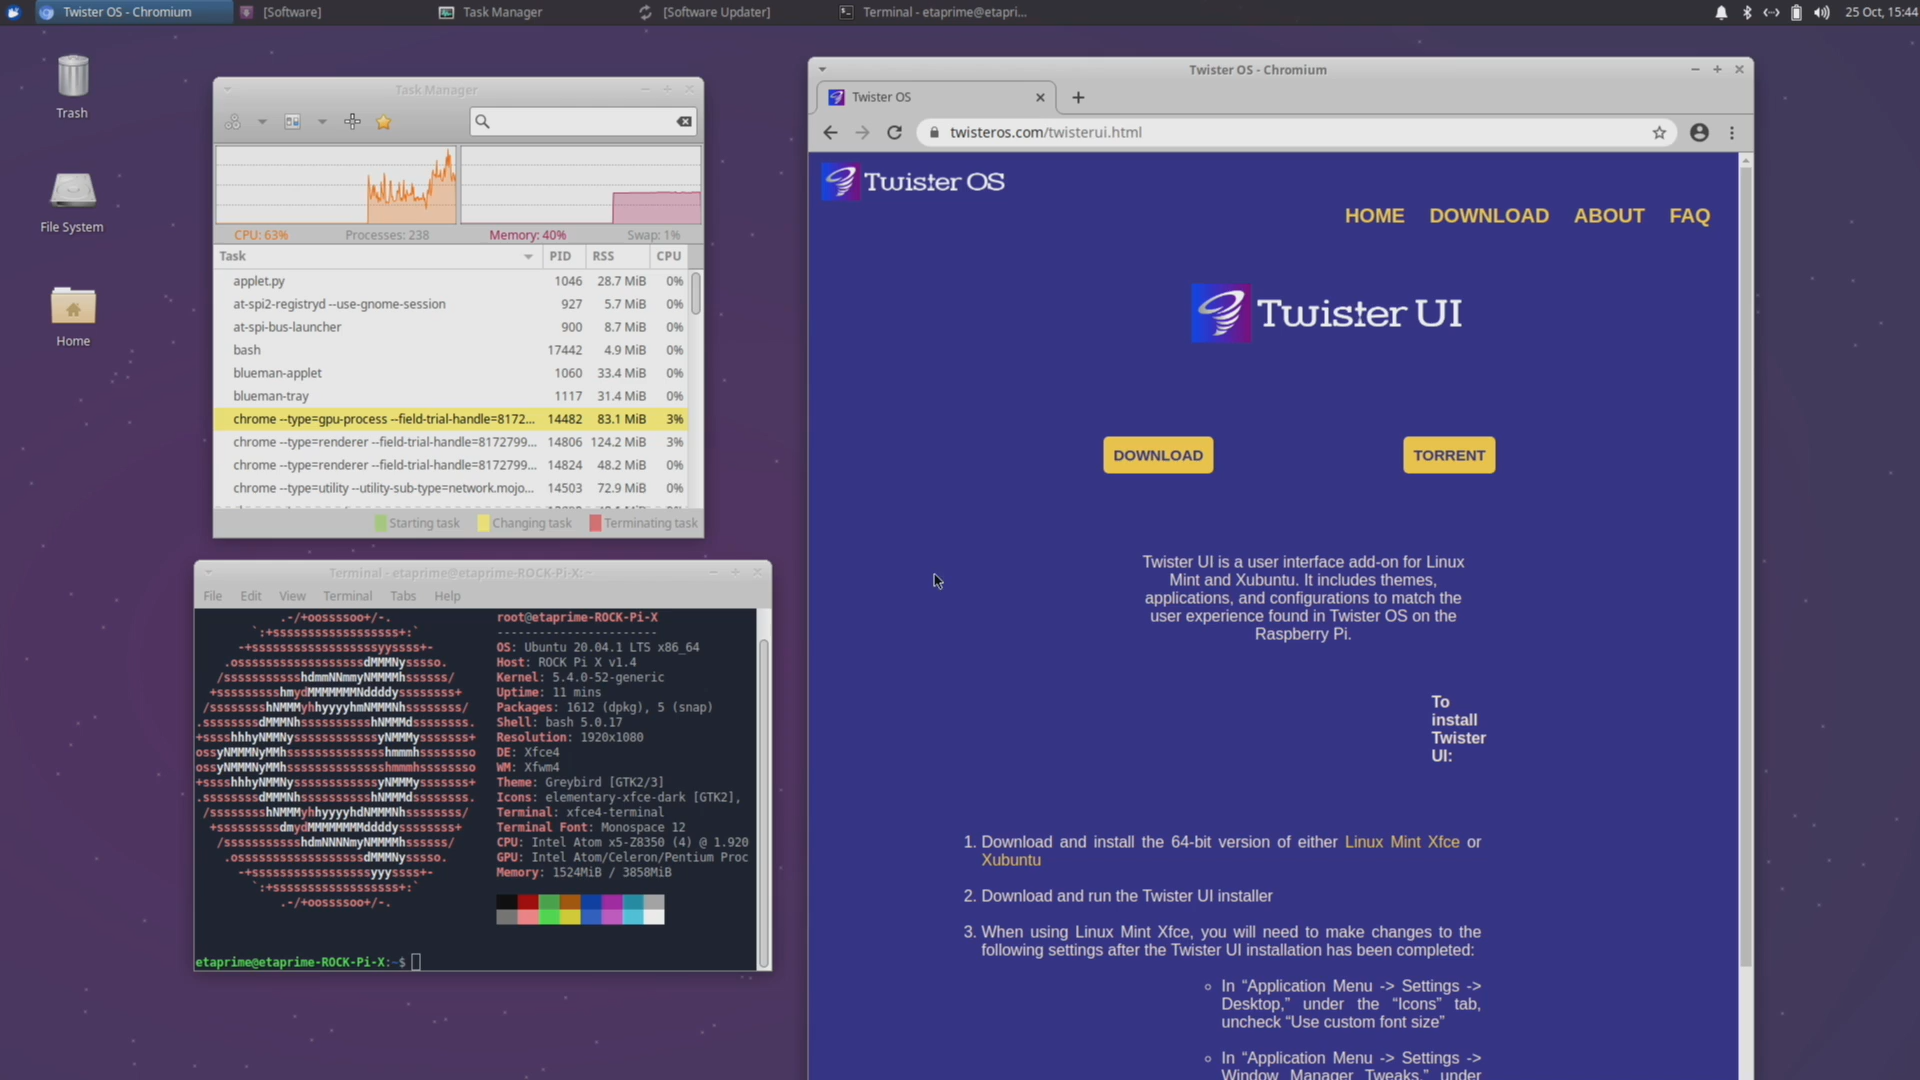 Twister OS - Chromium
[Software]
Task Manager
[Software Updater]
Terminal - etaprime@etapri...
25 Oct, 15:44
Trash
File System
Home
Task Manager
CPU: 63%
Processes: 238
Memory: 40%
Swap: 1%
Task PID RSS CPU
applet.py 1046 28.7 MiB 0%
at-spi2-registryd --use-gnome-session 927 5.7 MiB 0%
at-spi-bus-launcher 900 8.7 MiB 0%
bash 17442 4.9 MiB 0%
blueman-applet 1060 33.4 MiB 0%
blueman-tray 1117 31.4 MiB 0%
chrome --type=gpu-process --field-trial-handle=8172... 14482 83.1 MiB 3%
chrome --type=renderer --field-trial-handle=8172799... 14806 124.2 MiB 3%
chrome --type=renderer --field-trial-handle=8172799... 14824 48.2 MiB 0%
chrome --type=utility --utility-sub-type=network.mojo... 14503 72.9 MiB 0%
Starting task Changing task Terminating task
Terminal - etaprime@etaprime-ROCK-Pi-X: ~
File Edit View Terminal Tabs Help
root@etaprime-ROCK-Pi-X
-----------------------
OS: Ubuntu 20.04.1 LTS x86_64
Host: ROCK Pi X v1.4
Kernel: 5.4.0-52-generic
Uptime: 11 mins
Packages: 1612 (dpkg), 5 (snap)
Shell: bash 5.0.17
Resolution: 1920x1080
DE: Xfce4
WM: Xfwm4
Theme: Greybird [GTK2/3]
Icons: elementary-xfce-dark [GTK2],
Terminal: xfce4-terminal
Terminal Font: Monospace 12
CPU: Intel Atom x5-Z8350 (4) @ 1.920
GPU: Intel Atom/Celeron/Pentium Proc
Memory: 1524MiB / 3858MiB
etaprime@etaprime-ROCK-Pi-X:~$
Twister OS - Chromium
Twister OS
twisteros.com/twisterui.html
Twister OS
HOME DOWNLOAD ABOUT FAQ
Twister UI
DOWNLOAD
TORRENT
Twister UI is a user interface add-on for Linux
Mint and Xubuntu. It includes themes,
applications, and configurations to match the
user experience found in Twister OS on the
Raspberry Pi.
To
install
Twister
UI:
1. Download and install the 64-bit version of either Linux Mint Xfce or
Xubuntu
2. Download and run the Twister UI installer
3. When using Linux Mint Xfce, you will need to make changes to the
following settings after the Twister UI installation has been completed:
In “Application Menu -> Settings ->
Desktop,” under the “Icons” tab,
uncheck “Use custom font size”
In “Application Menu -> Settings ->
Window Manager Tweaks,” under